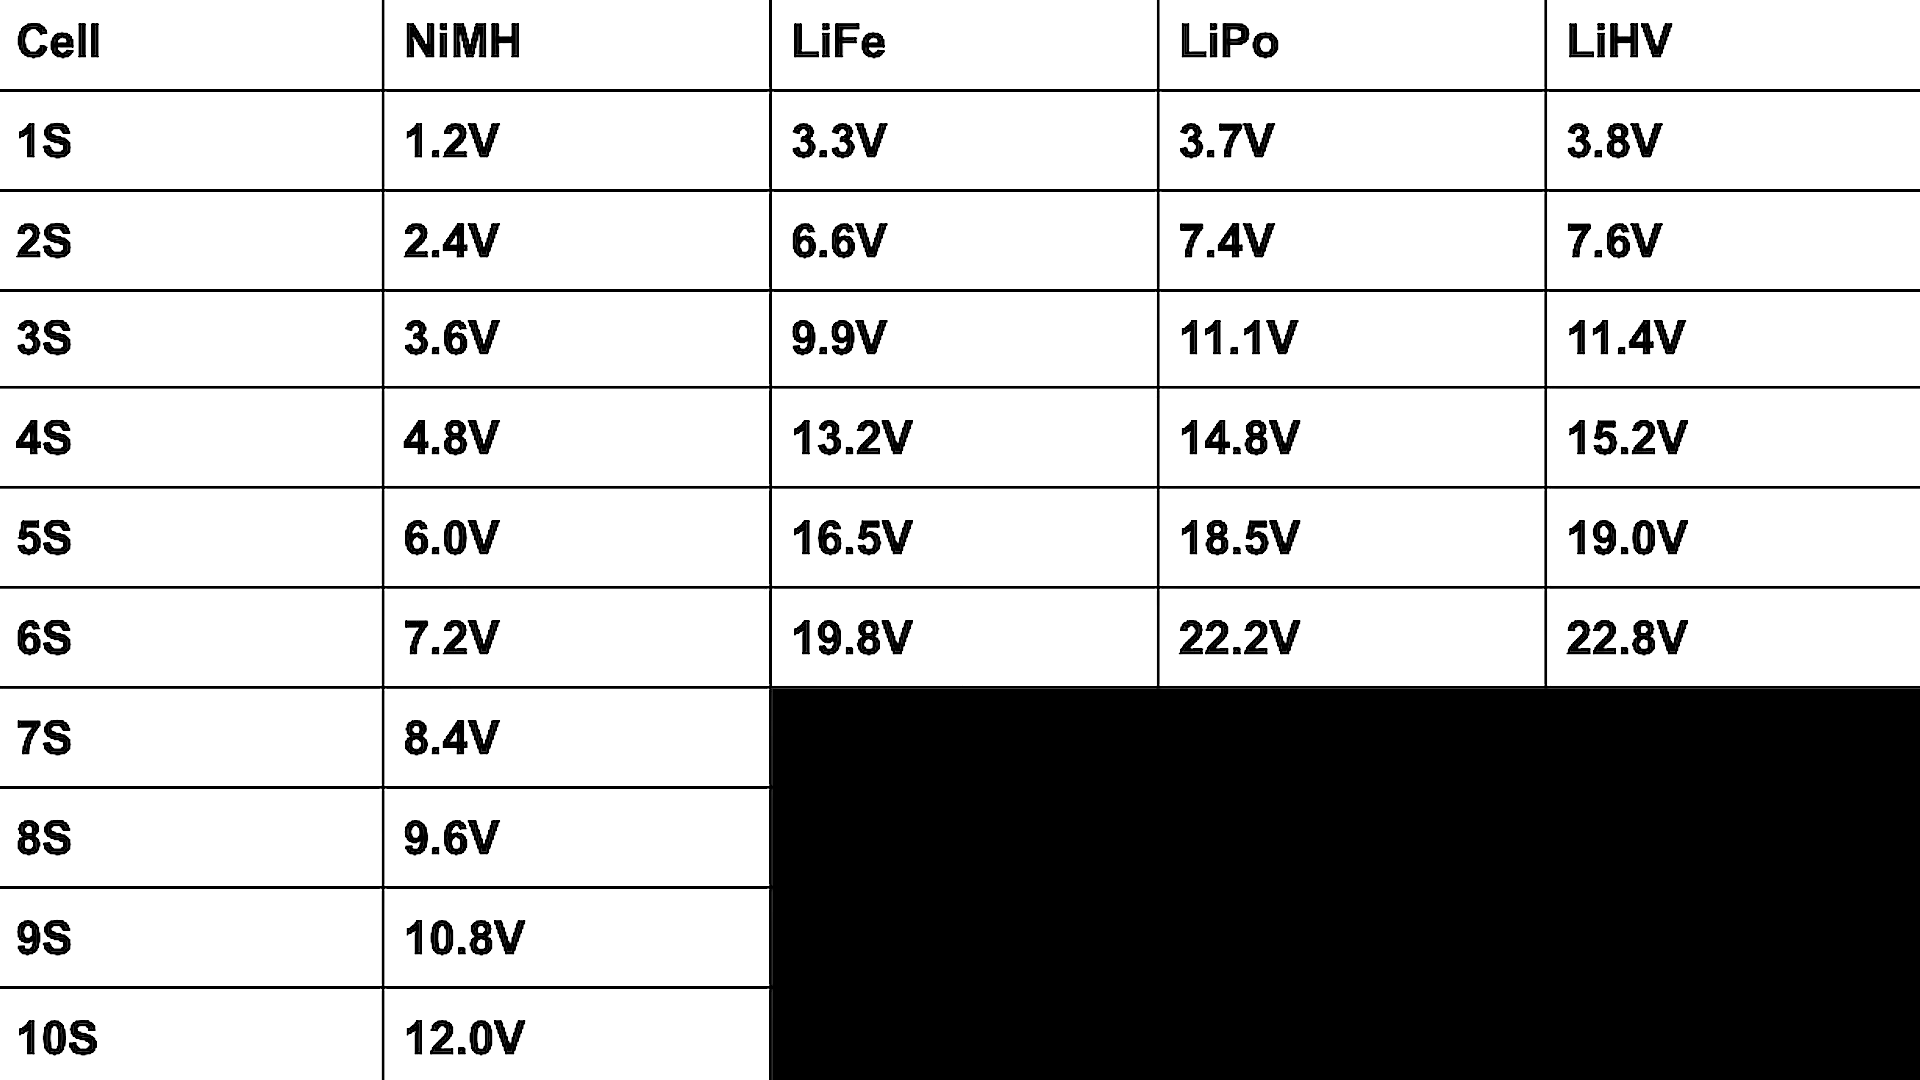 Cell NiMH LiFe LiPo LiHV
1S 1.2V 3.3V 3.7V 3.8V
2S 2.4V 6.6V 7.4V 7.6V
3S 3.6V 9.9V 11.1V 11.4V
4S 4.8V 13.2V 14.8V 15.2V
5S 6.0V 16.5V 18.5V 19.0V
6S 7.2V 19.8V 22.2V 22.8V
7S 8.4V
8S 9.6V
9S 10.8V
10S 12.0V